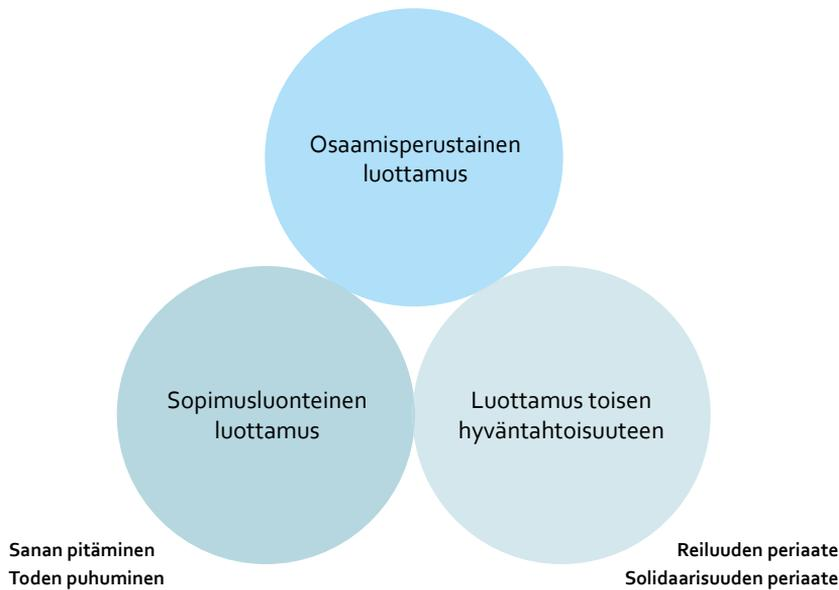 Osaamisperustainen
luottamus
Sopimusluonteinen
luottamus
Luottamus toisen
hyväntahtoisuuteen
Sanan pitäminen
Toden puhuminen
Reiluuden periaate
Solidaarisuuden periaate